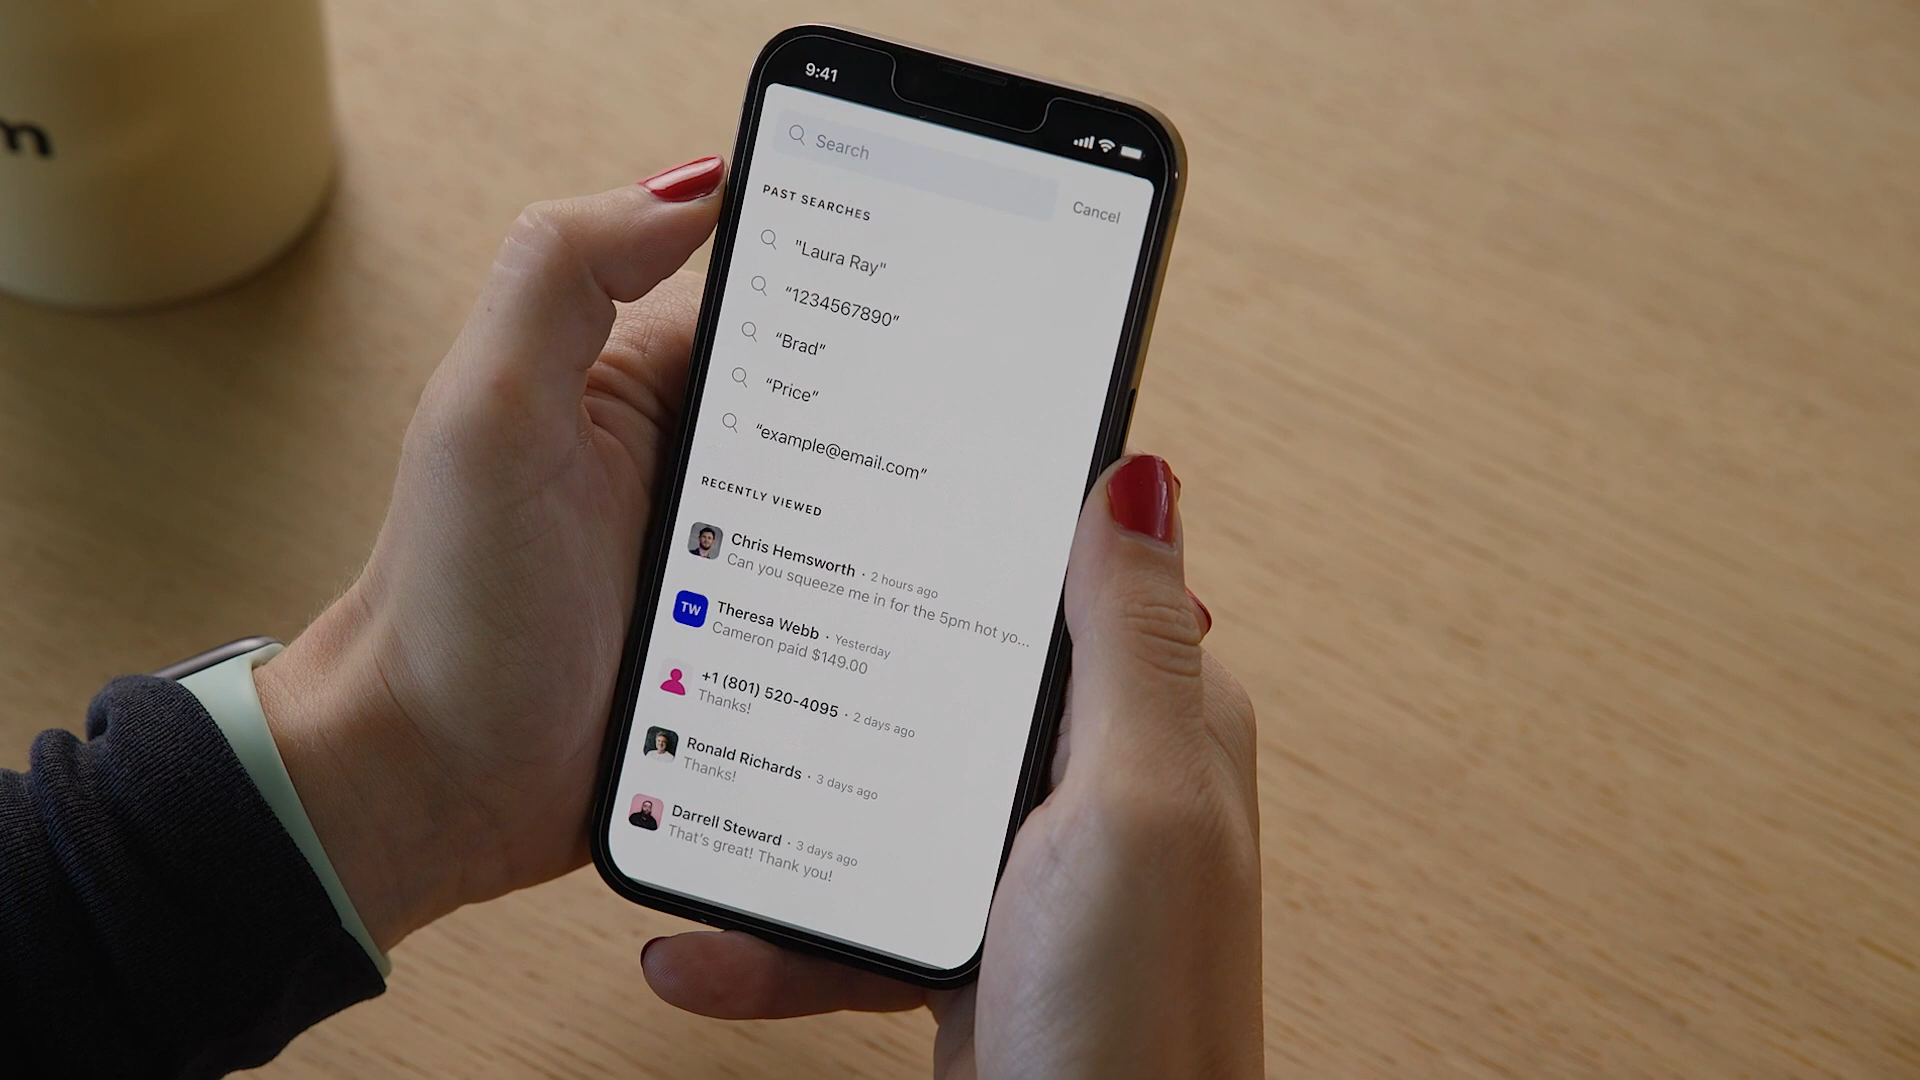 m
9:41
Search
Cancel
PAST SEARCHES
"Laura Ray"
“1234567890”
“Brad”
“Price”
“example@email.com”
RECENTLY VIEWED
Chris Hemsworth · 2 hours ago
Can you squeeze me in for the 5pm hot yo...
TW
Theresa Webb · Yesterday
Cameron paid $149.00
+1 (801) 520-4095 · 2 days ago
Thanks!
Ronald Richards · 3 days ago
Thanks!
Darrell Steward · 3 days ago
That's great! Thank you!